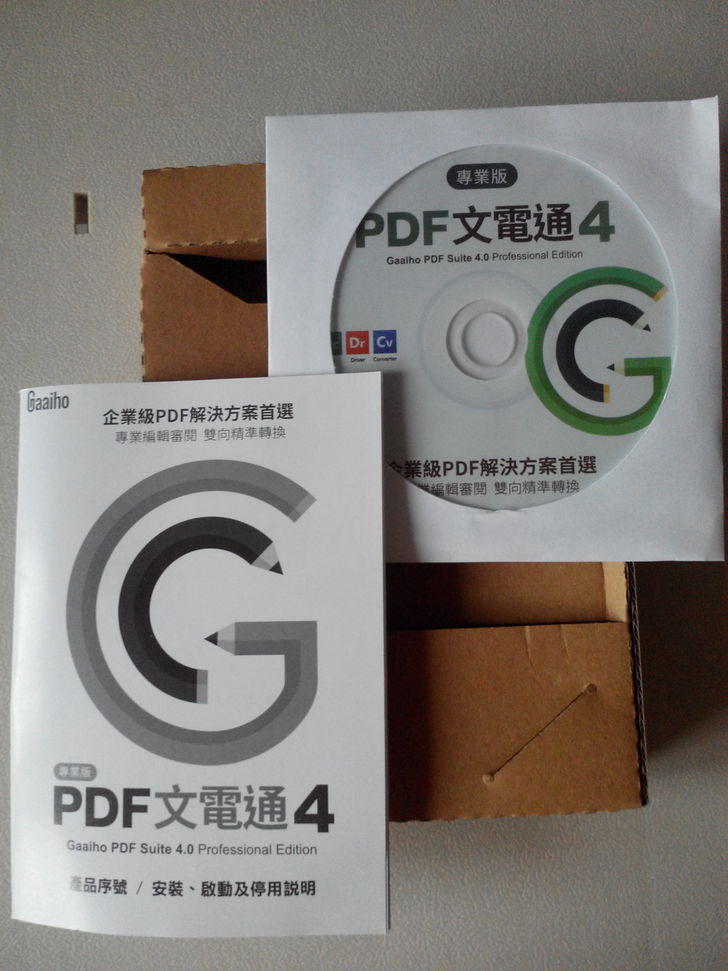 專業版
PDF文電通4
Gaaiho PDF Suite 4.0 Professional Edition
Dr Cv
Driver Converter
企業級PDF解決方案首選
業編輯審閱 雙向精準轉換
Gaaiho
企業級PDF解決方案首選
專業編輯審閱 雙向精準轉換
專業版
PDF文電通4
Gaaiho PDF Suite 4.0 Professional Edition
產品序號 / 安裝、啟動及停用說明